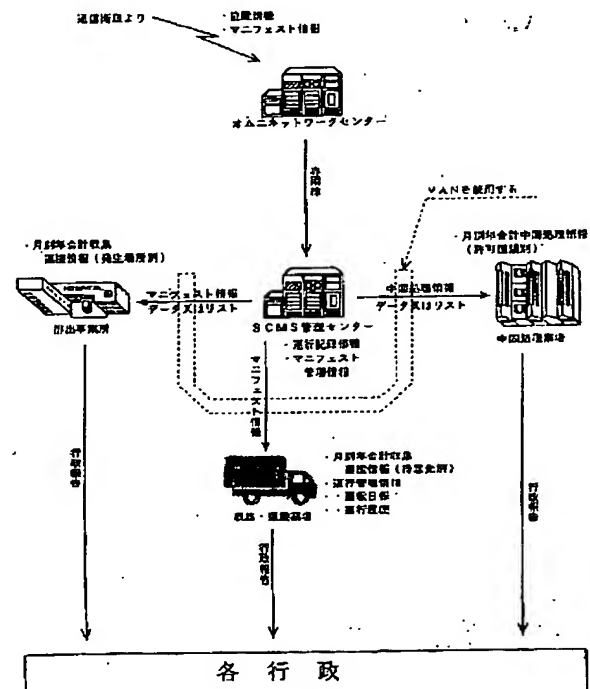 通信衛星より
・位置情報
・マニフェスト情報
オムニネットワークセンター
専用線
VANを使用する
・月別年合計収集
運搬情報(発生場所別)
マニフェスト情報
データ又はリスト
排出事業所
SCMS管理センター
・運行記録情報
・マニフェスト
管理情報
中間処理情報
データ又はリスト
・月別年合計中間処理情報
(許可種類別)
中間処理業者
マニフェスト情報
・月別年合計収集
運搬情報(得意先別)
・運行管理情報
・運転日報
・運行履歴
収集・運搬業者
行政報告
行政報告
行政報告
各行政